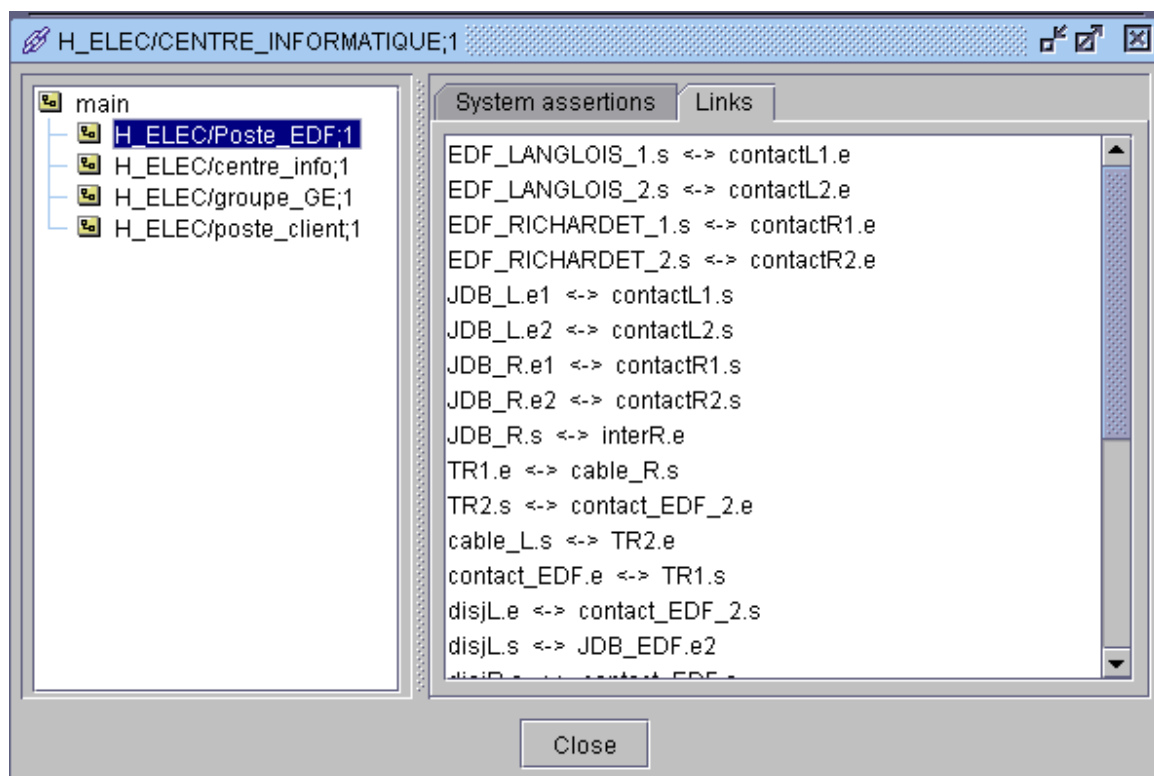 H_ELEC/CENTRE_INFORMATIQUE;1
main
H_ELEC/Poste_EDF;1
H_ELEC/centre_info;1
H_ELEC/groupe_GE;1
H_ELEC/poste_client;1
System assertions
Links
EDF_LANGLOIS_1.s <-> contactL1.e
EDF_LANGLOIS_2.s <-> contactL2.e
EDF_RICHARDET_1.s <-> contactR1.e
EDF_RICHARDET_2.s <-> contactR2.e
JDB_L.e1 <-> contactL1.s
JDB_L.e2 <-> contactL2.s
JDB_R.e1 <-> contactR1.s
JDB_R.e2 <-> contactR2.s
JDB_R.s <-> interR.e
TR1.e <-> cable_R.s
TR2.s <-> contact_EDF_2.e
cable_L.s <-> TR2.e
contact_EDF.e <-> TR1.s
disjL.e <-> contact_EDF_2.s
disjL.s <-> JDB_EDF.e2
Close